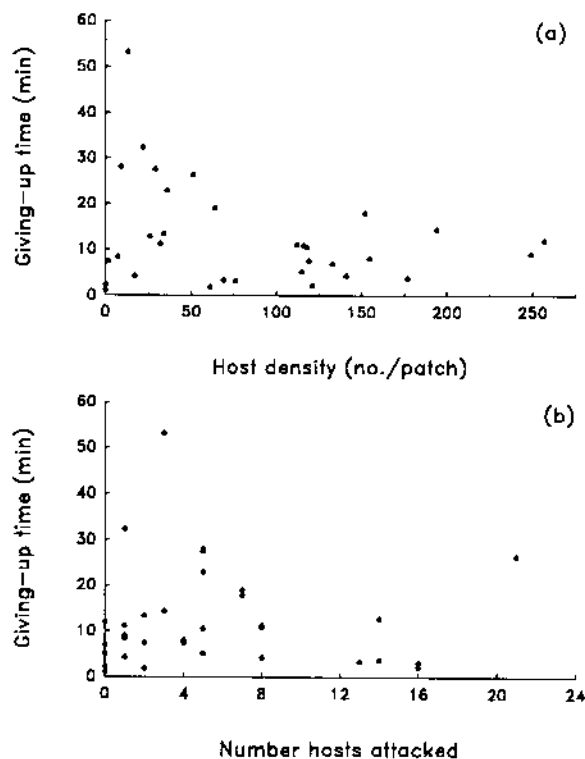 (a)
Giving-up time (min)
60
50
40
30
20
10
0
0 50 100 150 200 250
Host density (no./patch)
(b)
Giving-up time (min)
60
50
40
30
20
10
0
0 4 8 12 16 20 24
Number hosts attacked